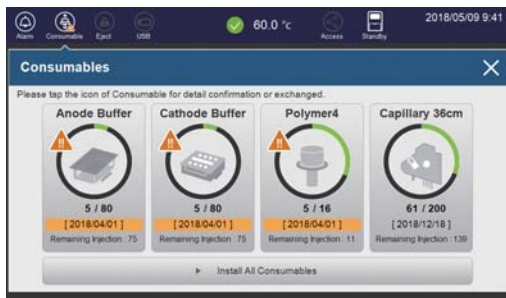 2018/05/09 9:41
60.0 °c
Alarm
Consumable
Eject
USB
Access
Standby
Consumables
Please tap the icon of Consumable for detail confirmation or exchanged.
Anode Buffer
Cathode Buffer
Polymer4
Capillary 36cm
5 / 80
5 / 80
5 / 16
61 / 200
[ 2018/04/01 ]
[ 2018/04/01 ]
[ 2018/04/01 ]
[ 2018/12/18 ]
Remaining Injection : 75
Remaining Injection : 75
Remaining Injection : 11
Remaining Injection : 139
Install All Consumables